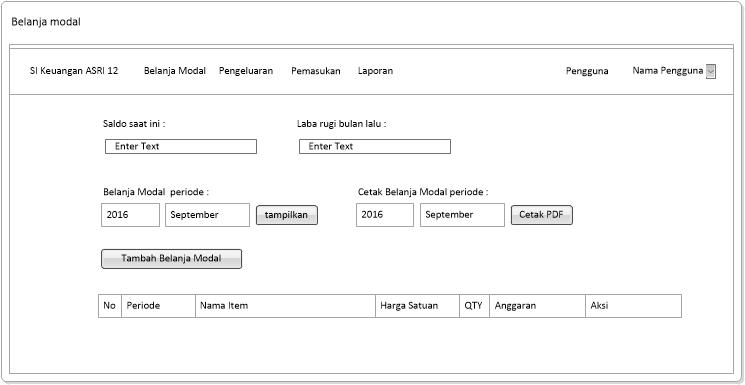 Belanja modal
SI Keuangan ASRI 12 Belanja Modal Pengeluaran Pemasukan Laporan Pengguna Nama Pengguna
Saldo saat ini : Laba rugi bulan lalu :
Enter Text Enter Text
Belanja Modal periode : Cetak Belanja Modal periode :
2016 September tampilkan 2016 September Cetak PDF
Tambah Belanja Modal
No Periode Nama Item Harga Satuan QTY Anggaran Aksi